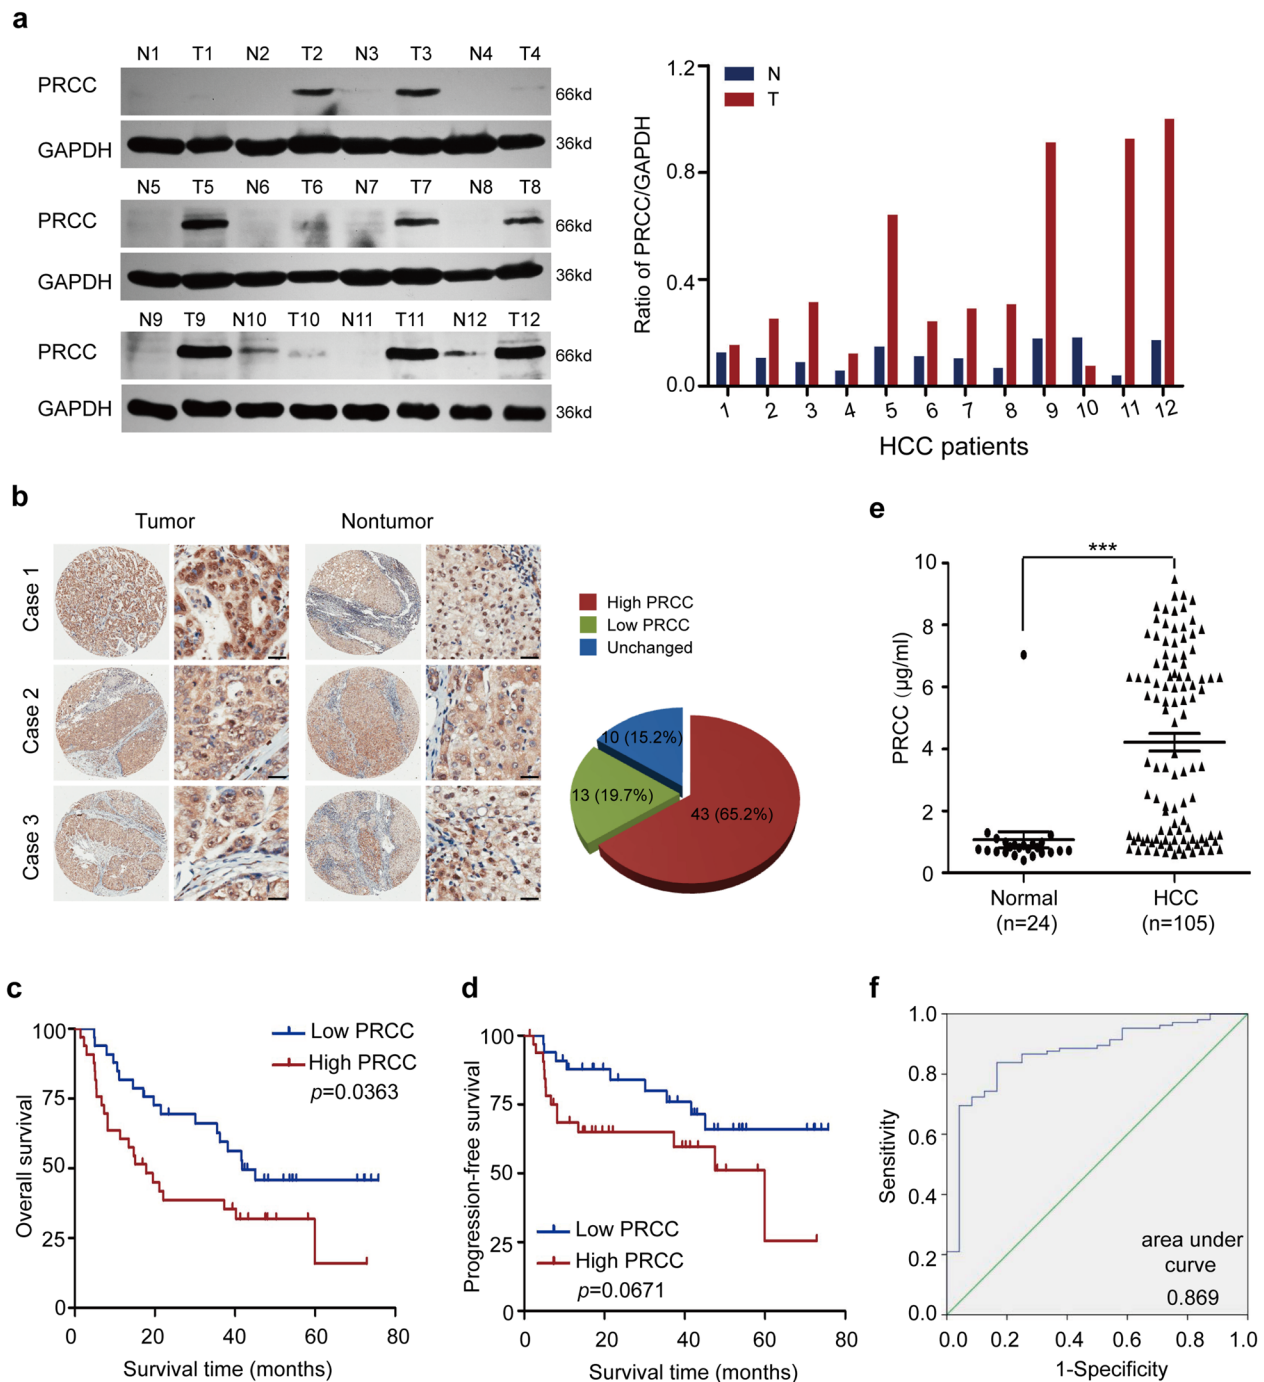 a
N1 T1 N2 T2 N3 T3 N4 T4
PRCC 66kd
GAPDH 36kd
N5 T5 N6 T6 N7 T7 N8 T8
PRCC 66kd
GAPDH 36kd
N9 T9 N10 T10 N11 T11 N12 T12
PRCC 66kd
GAPDH 36kd
Ratio of PRCC/GAPDH
1.2
0.8
0.4
0.0
N
T
1 2 3 4 5 6 7 8 9 10 11 12
HCC patients
b
Tumor Nontumor
Case 1
Case 2
Case 3
High PRCC
Low PRCC
Unchanged
10 (15.2%)
13 (19.7%)
43 (65.2%)
e
PRCC (μg/ml)
10
8
6
4
2
0
***
Normal HCC
(n=24) (n=105)
c
Overall survival
100
75
50
25
0
Low PRCC
High PRCC
p=0.0363
0 20 40 60 80
Survival time (months)
d
Progression-free survival
100
75
50
25
0
Low PRCC
High PRCC
p=0.0671
0 20 40 60 80
Survival time (months)
f
Sensitivity
1.0
0.8
0.6
0.4
0.2
0.0
area under
curve
0.869
0.0 0.2 0.4 0.6 0.8 1.0
1-Specificity